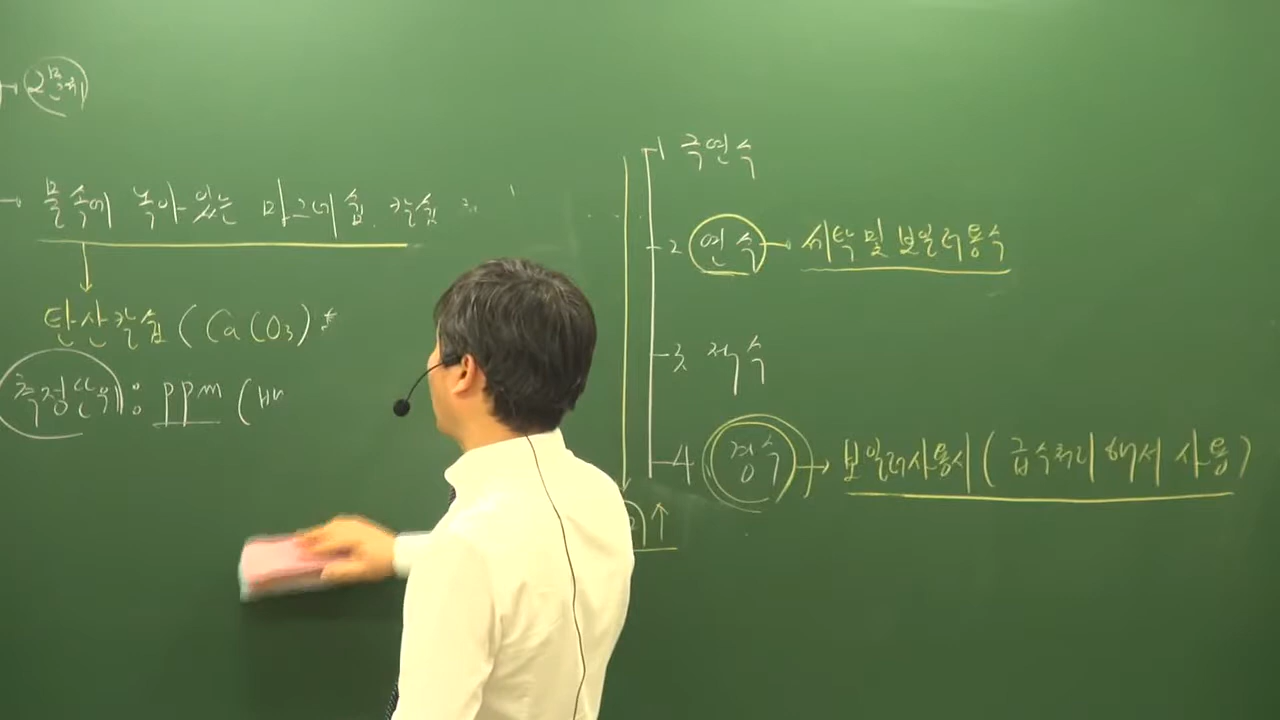 물속에 녹아 있는 마그네슘, 칼슘
탄산칼슘 (CaCO3)*
측정단위: ppm (
1 극연수
2 연수 → 세탁 및 보일러용수
3. 적수
4 경수 → 보일러사용시 (급수처리 해서 사용)
↑